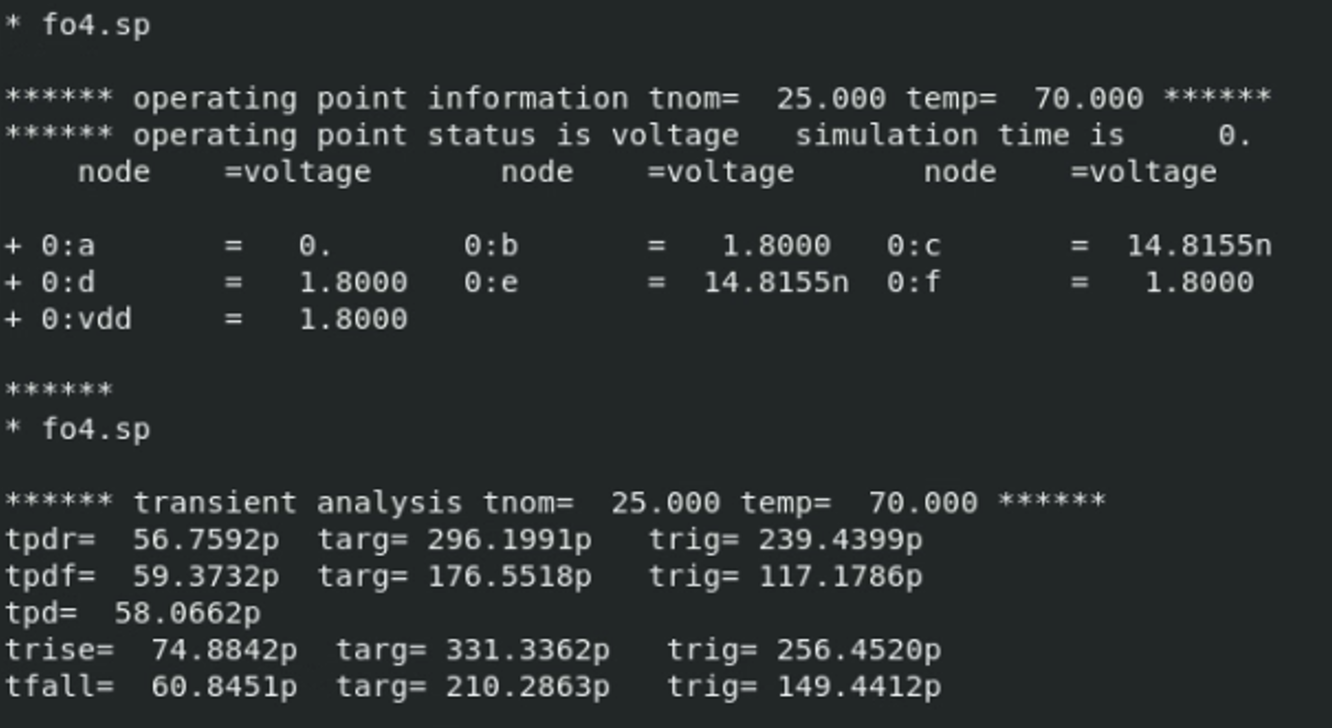 * fo4.sp
****** operating point information tnom=  25.000 temp=  70.000 ******
****** operating point status is voltage   simulation time is     0.
    node    =voltage       node    =voltage       node    =voltage
+ 0:a     =   0.       0:b       =   1.8000   0:c       =  14.8155n
+ 0:d     =   1.8000   0:e       =  14.8155n  0:f       =   1.8000
+ 0:vdd     =   1.8000
******
* fo4.sp
****** transient analysis tnom=  25.000 temp=  70.000 ******
tpdr=  56.7592p  targ= 296.1991p   trig= 239.4399p
tpdf=  59.3732p  targ= 176.5518p   trig= 117.1786p
tpd=  58.0662p
trise=  74.8842p  targ= 331.3362p   trig= 256.4520p
tfall=  60.8451p  targ= 210.2863p   trig= 149.4412p